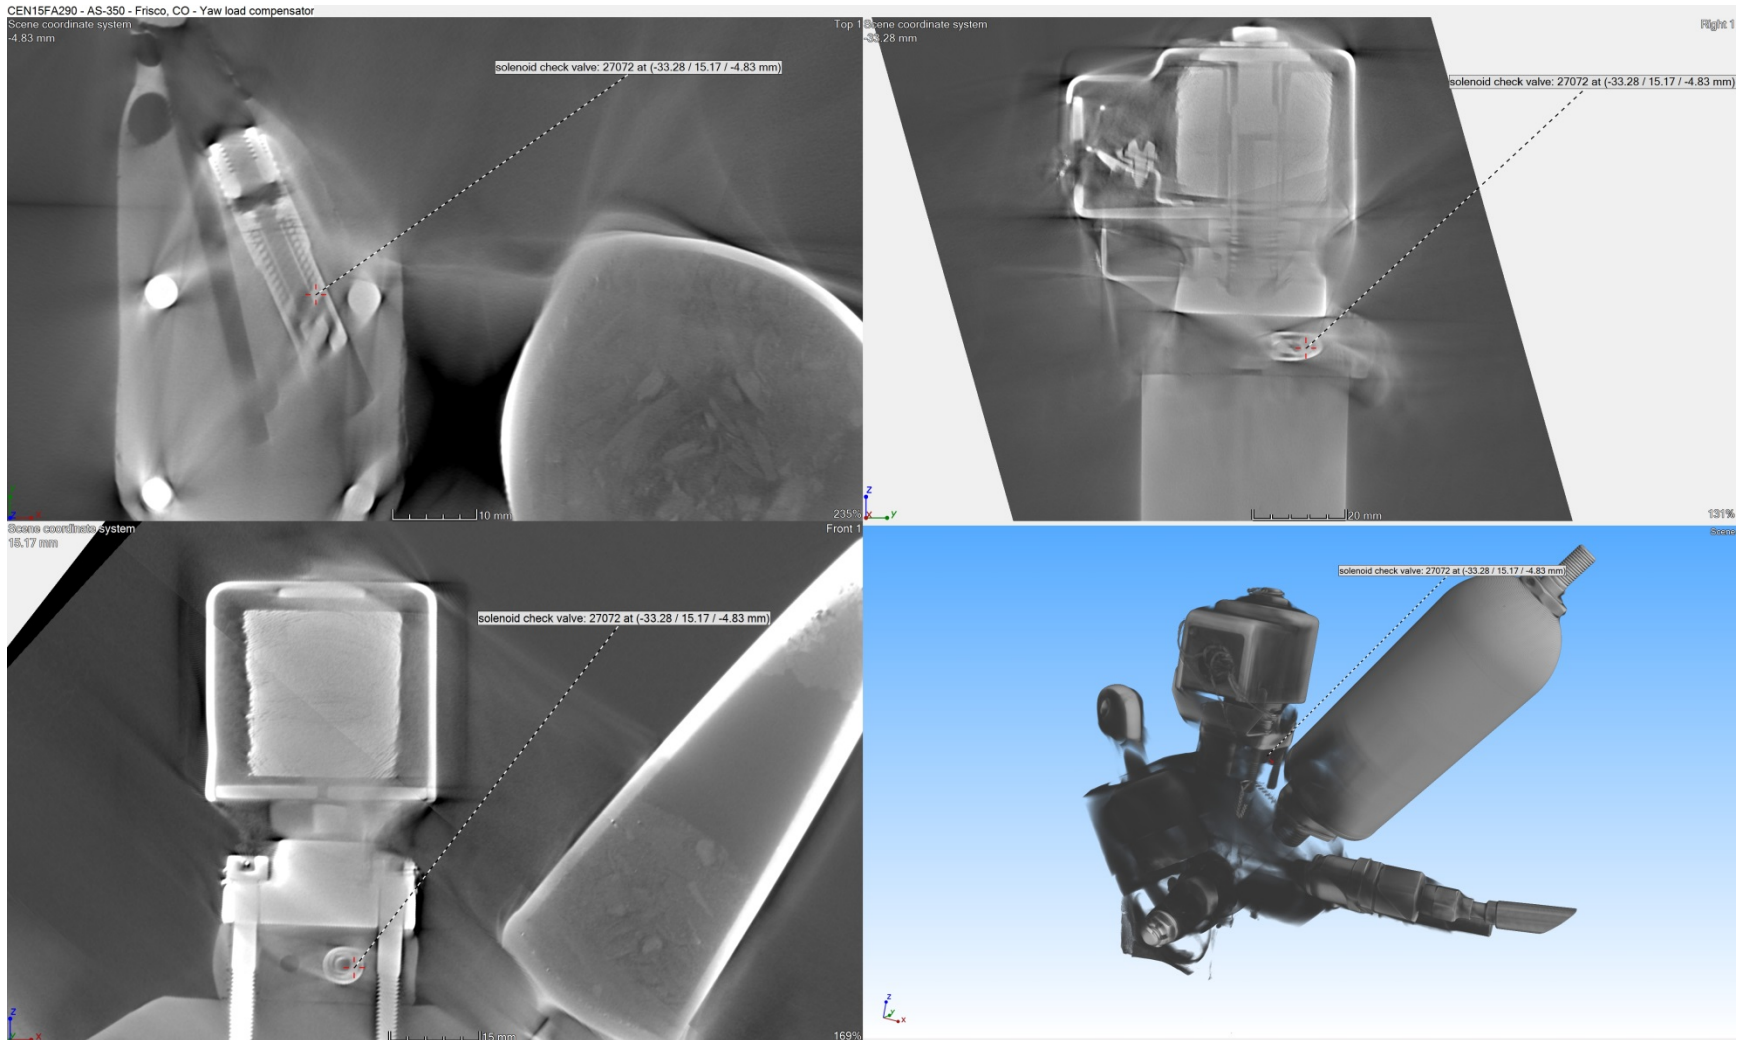 CEN15FA290 - AS-350 - Frisco, CO - Yaw load compensator
Scene coordinate system
Top 1
-4.83 mm
solenoid check valve: 27072 at (-33.28 / 15.17 / -4.83 mm)
10 mm
235%
Scene coordinate system
Right 1
-33.28 mm
solenoid check valve: 27072 at (-33.28 / 15.17 / -4.83 mm)
z
x
y
20 mm
131%
Scene coordinate system
Front 1
15.17 mm
solenoid check valve: 27072 at (-33.28 / 15.17 / -4.83 mm)
z
x
15 mm
169%
Scene
solenoid check valve: 27072 at (-33.28 / 15.17 / -4.83 mm)
z
y
x